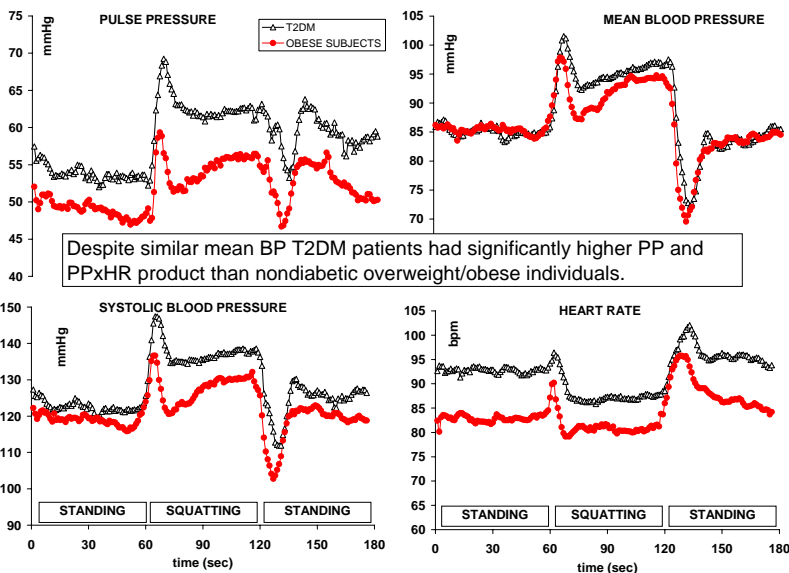 PULSE PRESSURE
mmHg
75
70
65
60
55
50
45
40
T2DM
OBESE SUBJECTS
MEAN BLOOD PRESSURE
mmHg
105
100
95
90
85
80
75
70
Despite similar mean BP T2DM patients had significantly higher PP and
PPxHR product than nondiabetic overweight/obese individuals.
SYSTOLIC BLOOD PRESSURE
mmHg
150
140
130
120
110
100
90
STANDING
SQUATTING
STANDING
0 30 60 90 120 150 180
time (sec)
HEART RATE
bpm
105
100
95
90
85
80
75
70
65
60
STANDING
SQUATTING
STANDING
0 30 60 90 120 150 180
time (sec)